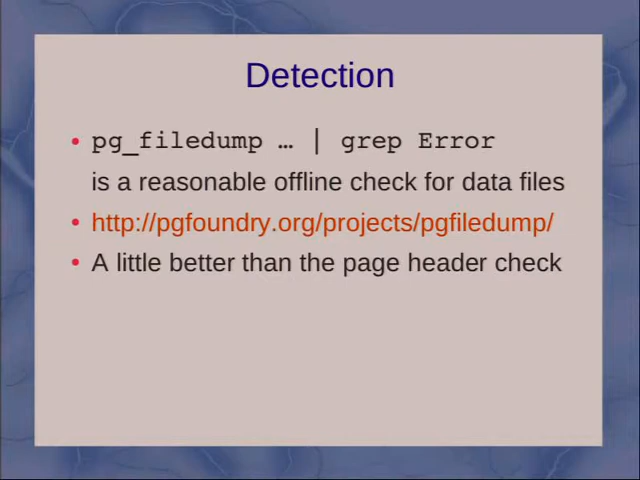 Detection
• pg_filedump … | grep Error
is a reasonable offline check for data files
• http://pgfoundry.org/projects/pgfiledump/
• A little better than the page header check